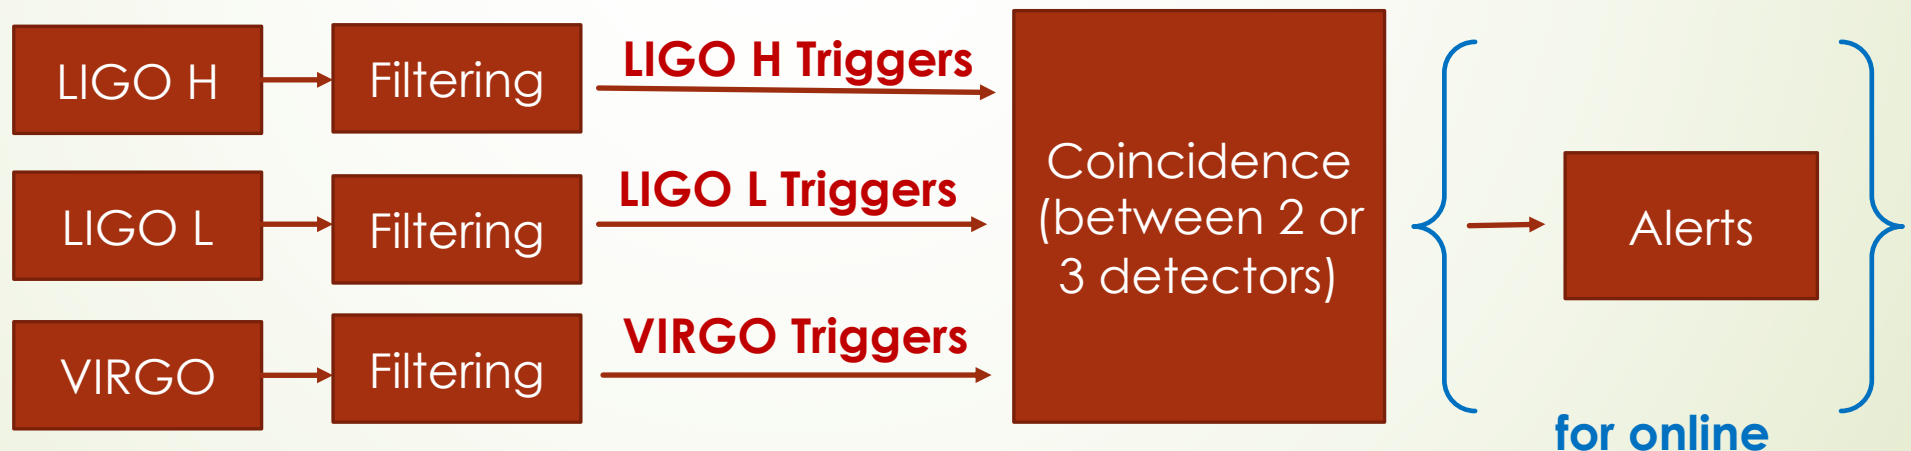 LIGO H
Filtering
LIGO H Triggers
LIGO L
Filtering
LIGO L Triggers
VIRGO
Filtering
VIRGO Triggers
Coincidence
(between 2 or
3 detectors)
Alerts
for online